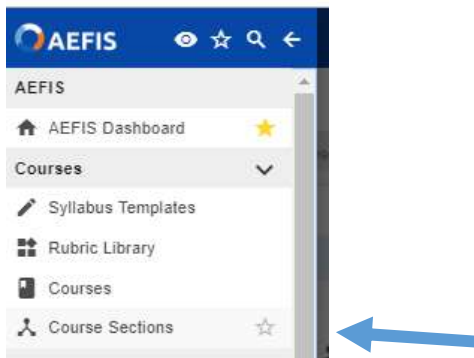 AEFIS
AEFIS
AEFIS Dashboard
Courses
Syllabus Templates
Rubric Library
Courses
Course Sections